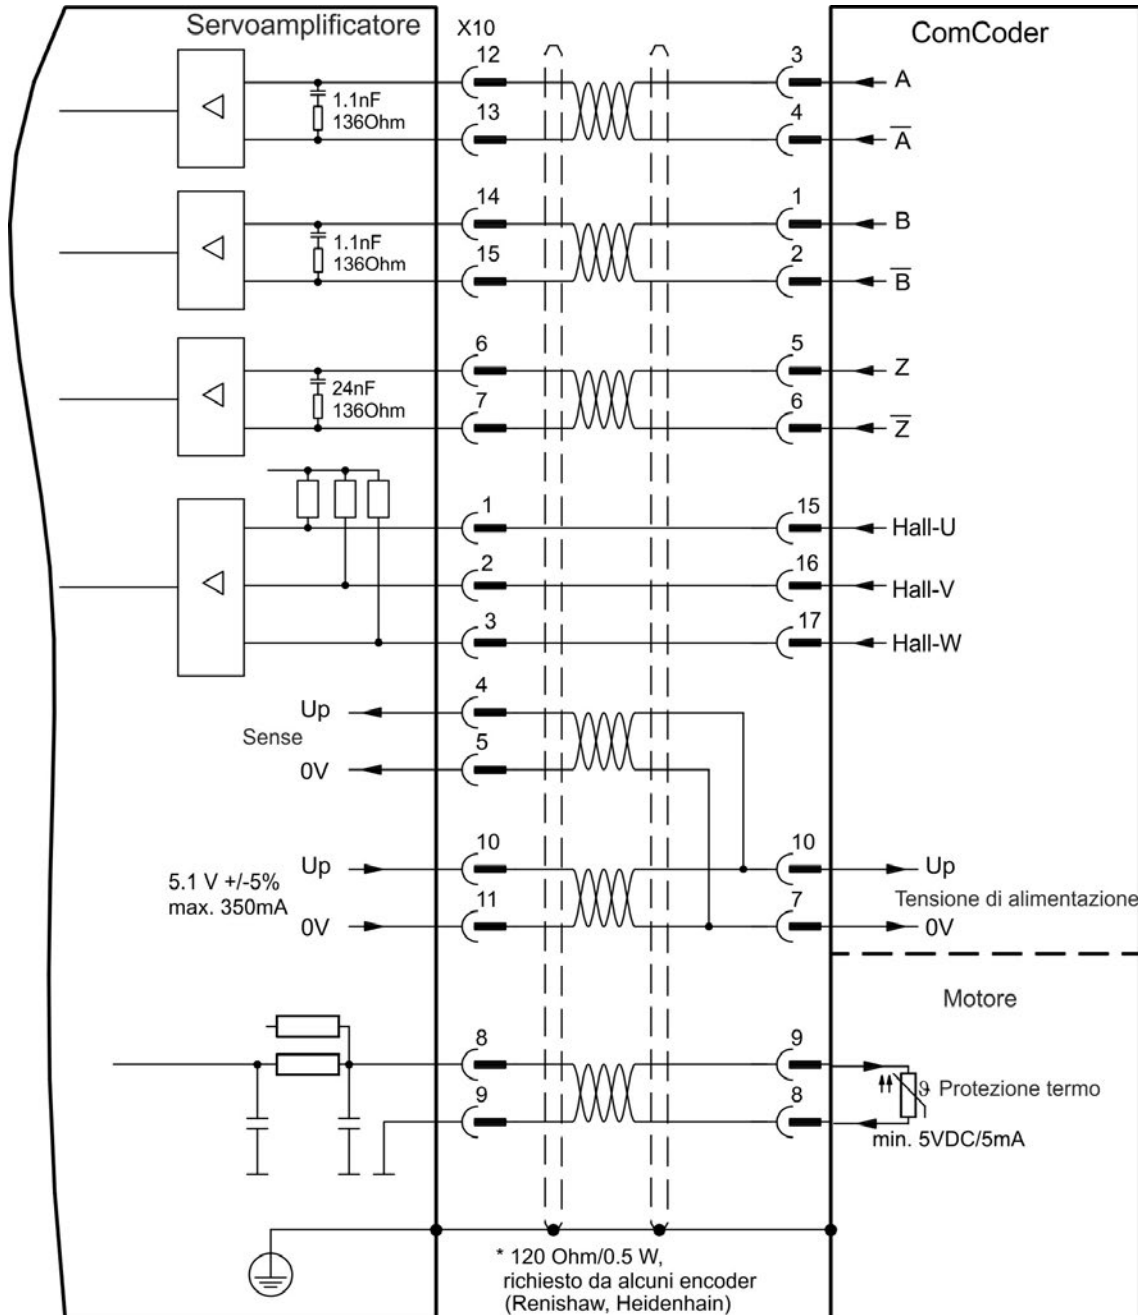 Servoamplificatore
X10
ComCoder
12
3
A
1.1nF
136Ohm
13
4
A̅
14
1
B
1.1nF
136Ohm
15
2
B̅
6
5
Z
24nF
136Ohm
7
6
Z̅
1
15
Hall-U
2
16
Hall-V
3
17
Hall-W
Up
4
Sense
5
0V
5.1 V +/-5%
max. 350mA
Up
10
10
Up
Tensione di alimentazione
0V
11
7
0V
Motore
8
9
ϑ Protezione termo
9
8
min. 5VDC/5mA
* 120 Ohm/0.5 W,
richiesto da alcuni encoder
(Renishaw, Heidenhain)